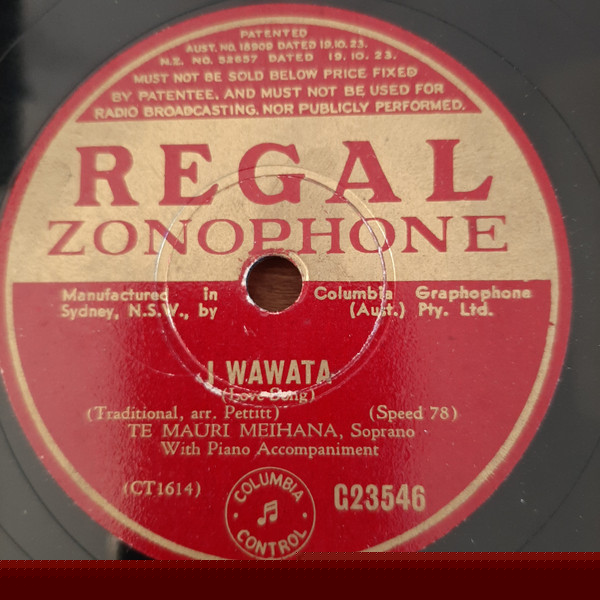 PATENTED
AUST. No. 18909 DATED 19.10.23.
N.Z. No. 52657 DATED 19.10.23.
MUST NOT BE SOLD BELOW PRICE FIXED
BY PATENTEE, AND MUST NOT BE USED FOR
RADIO BROADCASTING, NOR PUBLICLY PERFORMED.
REGAL
ZONOPHONE
Manufactured in Columbia Graphophone
Sydney, N.S.W., by (Aust.) Pty. Ltd.
I WAWATA
(Love Song)
(Traditional, arr. Pettitt) (Speed 78)
TE MAURI MEIHANA, Soprano
With Piano Accompaniment
(CT1614)
COLUMBIA
CONTROL
G23546